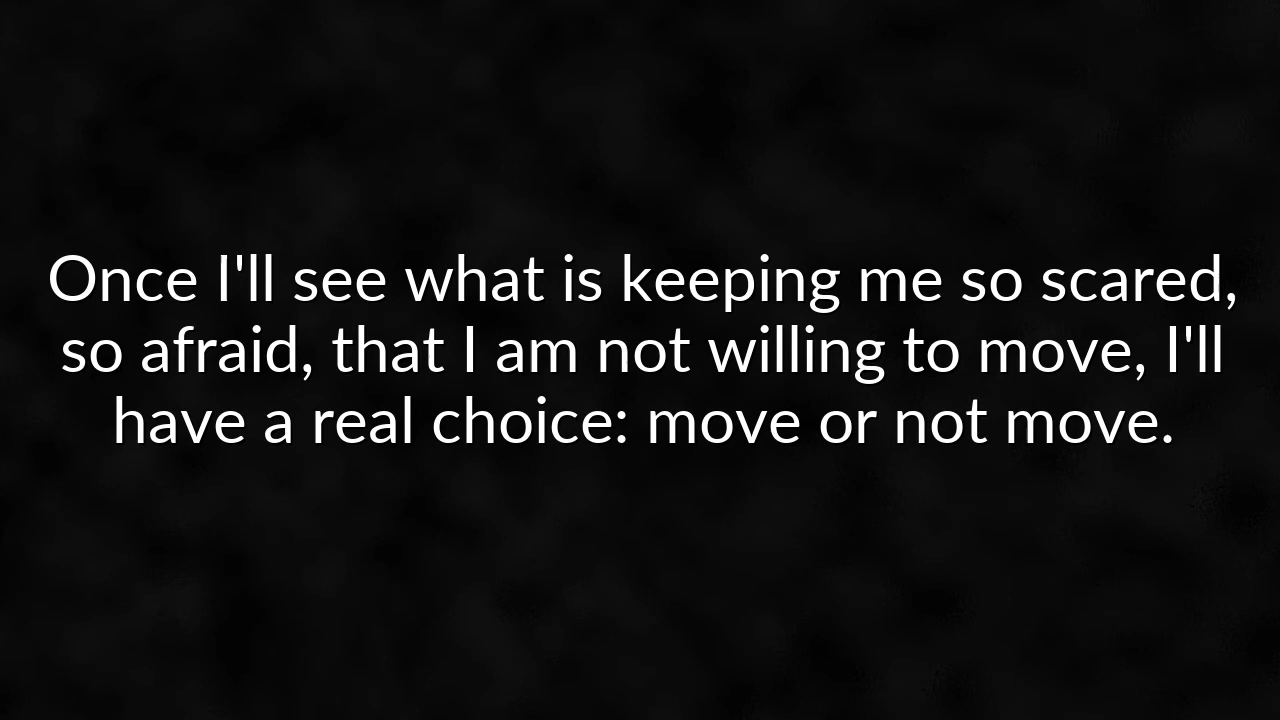 Once I'll see what is keeping me so scared,
so afraid, that I am not willing to move, I'll
have a real choice: move or not move.